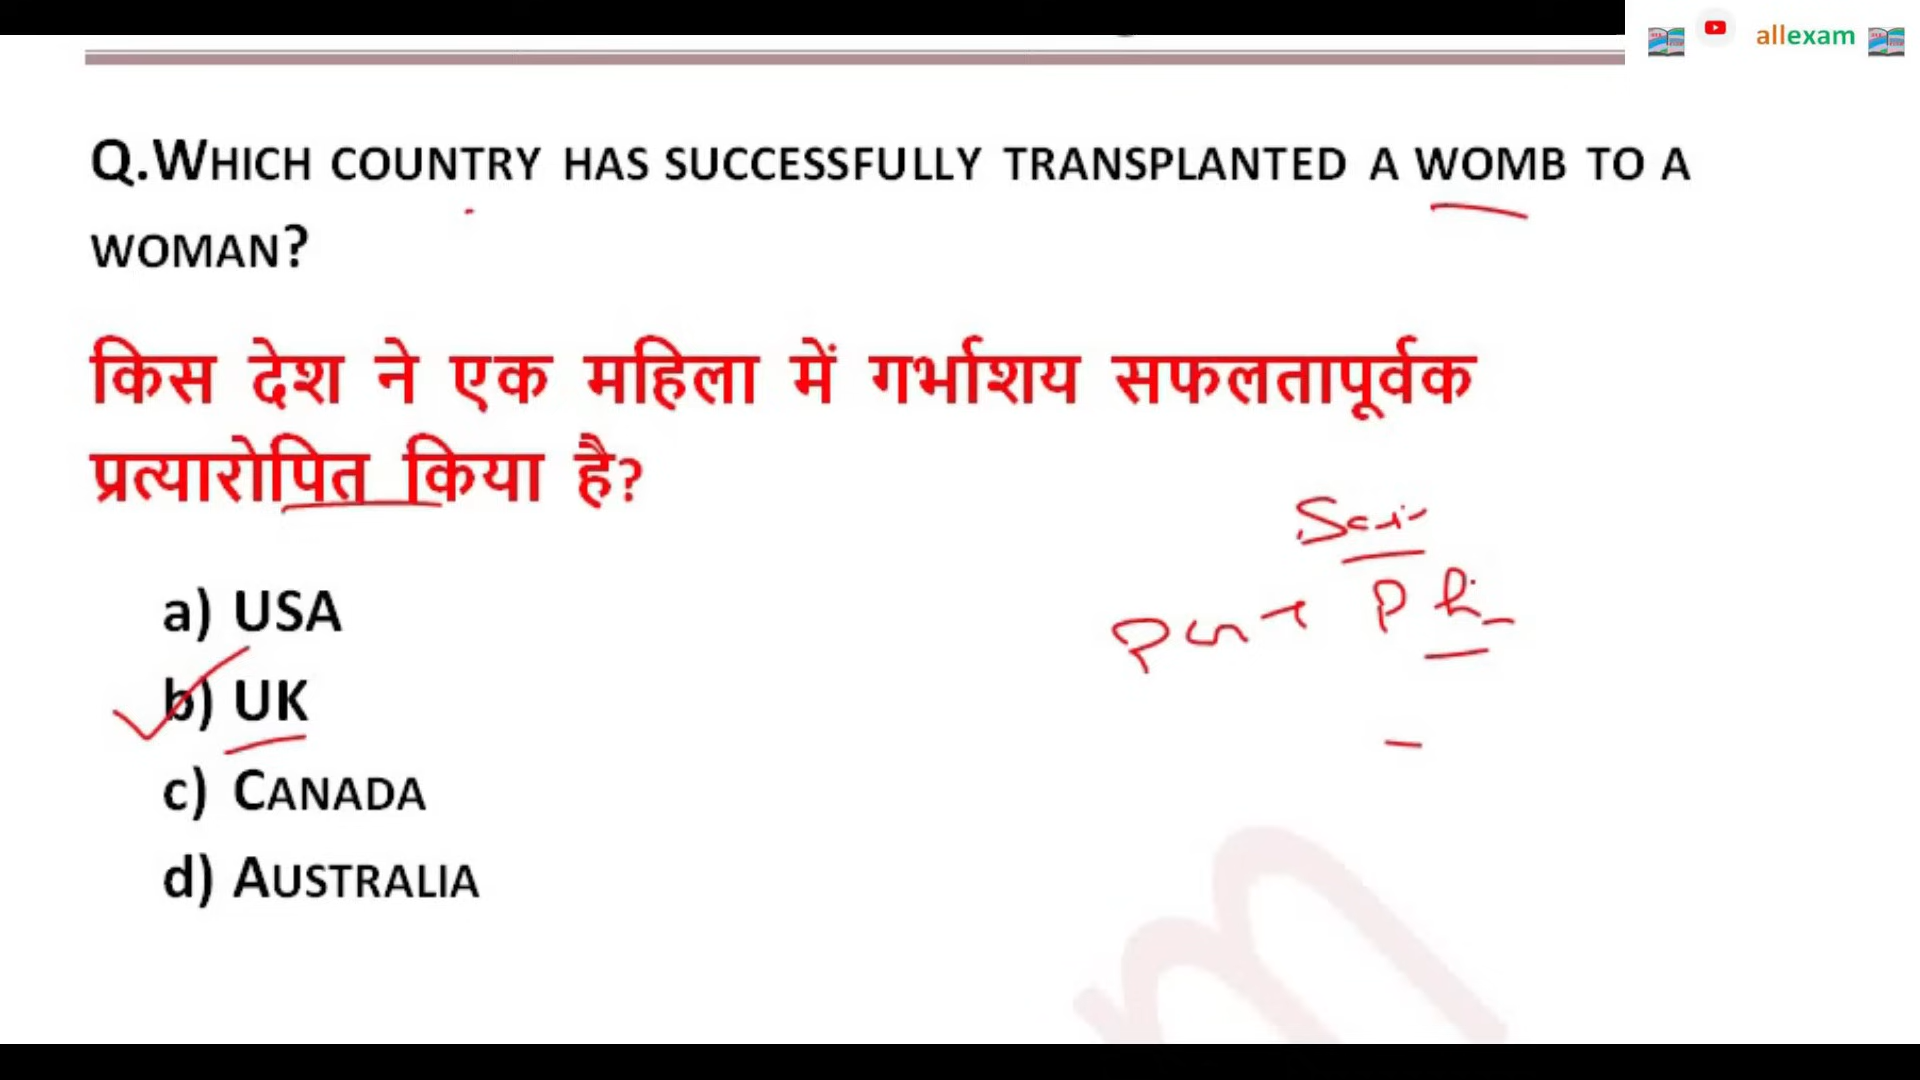 allexam
Q.WHICH COUNTRY HAS SUCCESSFULLY TRANSPLANTED A WOMB TO A
WOMAN?
किस देश ने एक महिला में गर्भाशय सफलतापूर्वक
प्रत्यारोपित किया है?
a) USA
b) UK
c) CANADA
d) AUSTRALIA